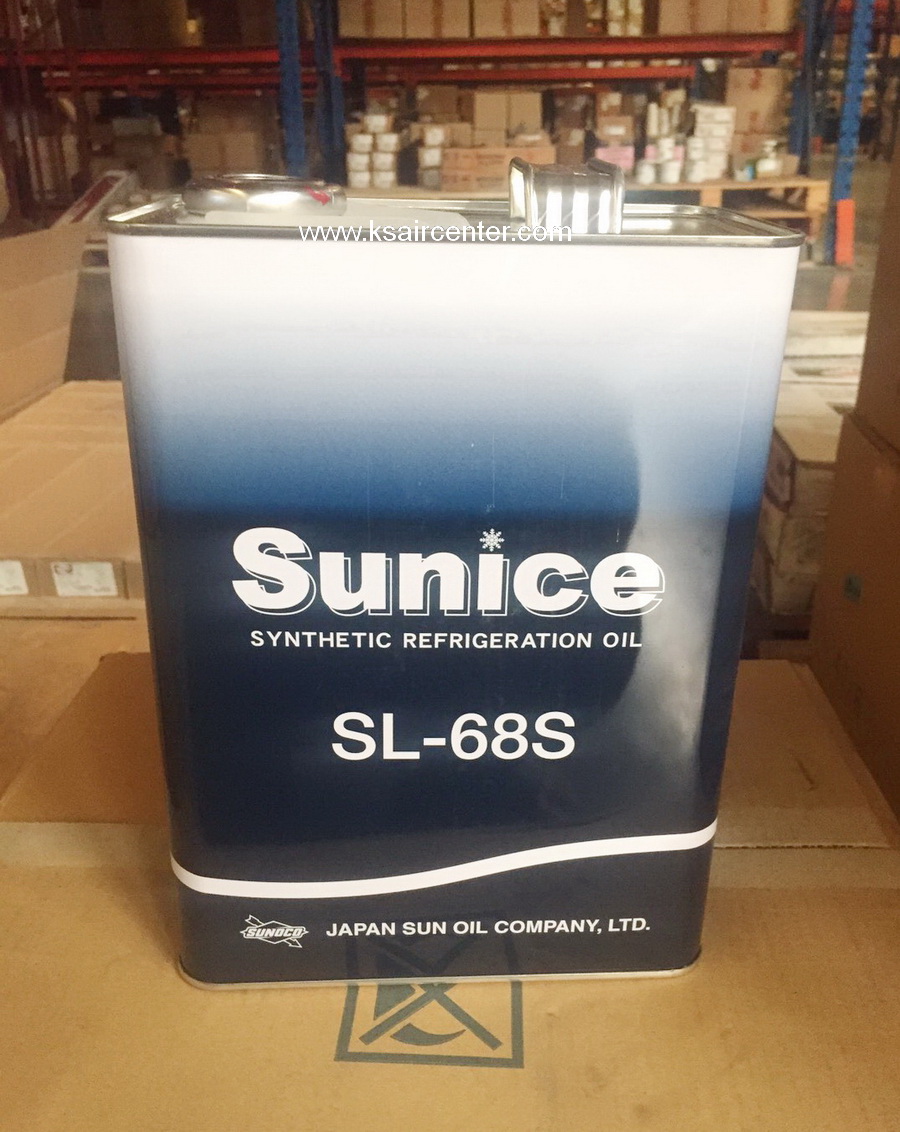 www.ksaircenter.com
Sunice
SYNTHETIC REFRIGERATION OIL
SL-68S
SUNOCO
JAPAN SUN OIL COMPANY, LTD.